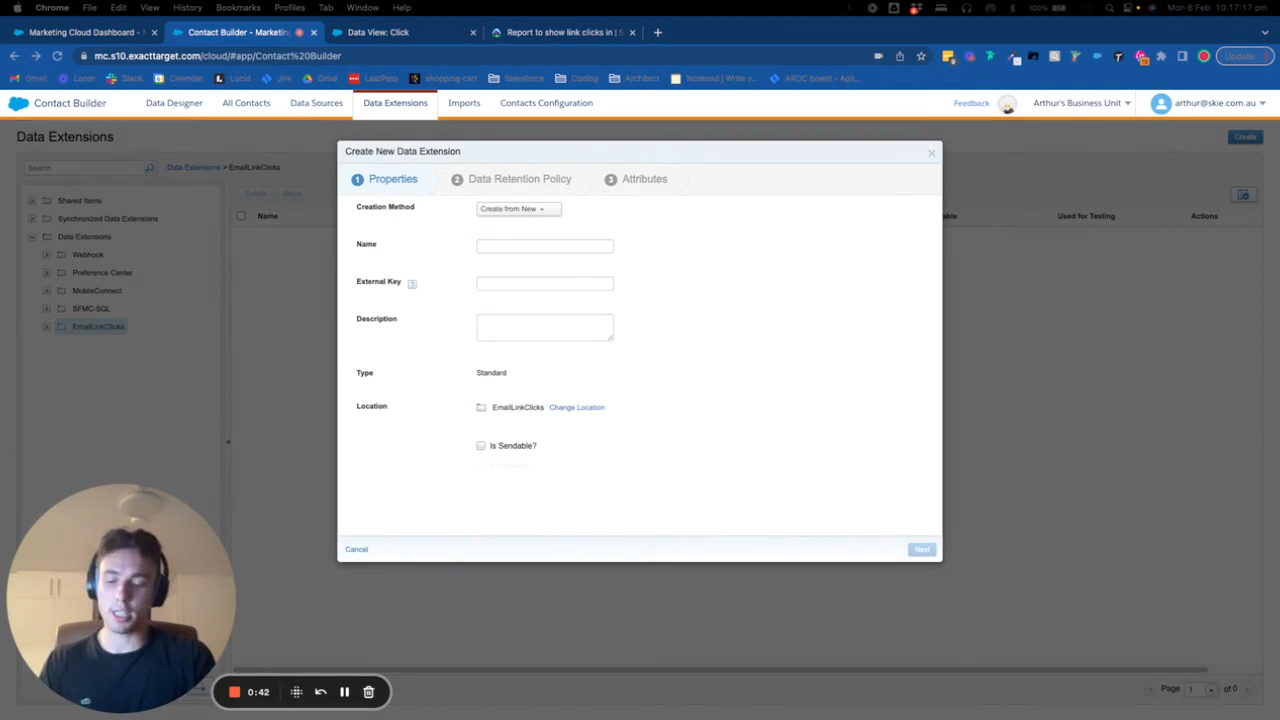 Chrome File Edit View History Bookmarks Profiles Tab Window Help 100% Mon 6 Feb 10:17:17 pm
Marketing Cloud Dashboard - Contact Builder - Marketi Data View: Click Report to show link clicks in | S
mc.s10.exacttarget.com/cloud/#app/Contact%20Builder Update
Gmail Loom Slack Calendar Lucid Jira Drive LastPass shopping cart Salesforce Coding Architect Notepad | Write y... ARDC board - Agil...
Contact Builder Data Designer All Contacts Data Sources Data Extensions Imports Contacts Configuration Feedback Arthur's Business Unit arthur@skie.com.au
Data Extensions Create
Search Data Extensions > EmailLinkClicks
Delete Move
Name Used for Testing Actions
Shared Items
Synchronized Data Extensions
Data Extensions
Webhook
Preference Center
MobileConnect
SFMC-SQL
EmailLinkClicks
Create New Data Extension
1 Properties 2 Data Retention Policy 3 Attributes
Creation Method Create from New
Name
External Key
Description
Type Standard
Location EmailLinkClicks Change Location
Is Sendable?
Cancel Next
0:42
Page 1 of 0